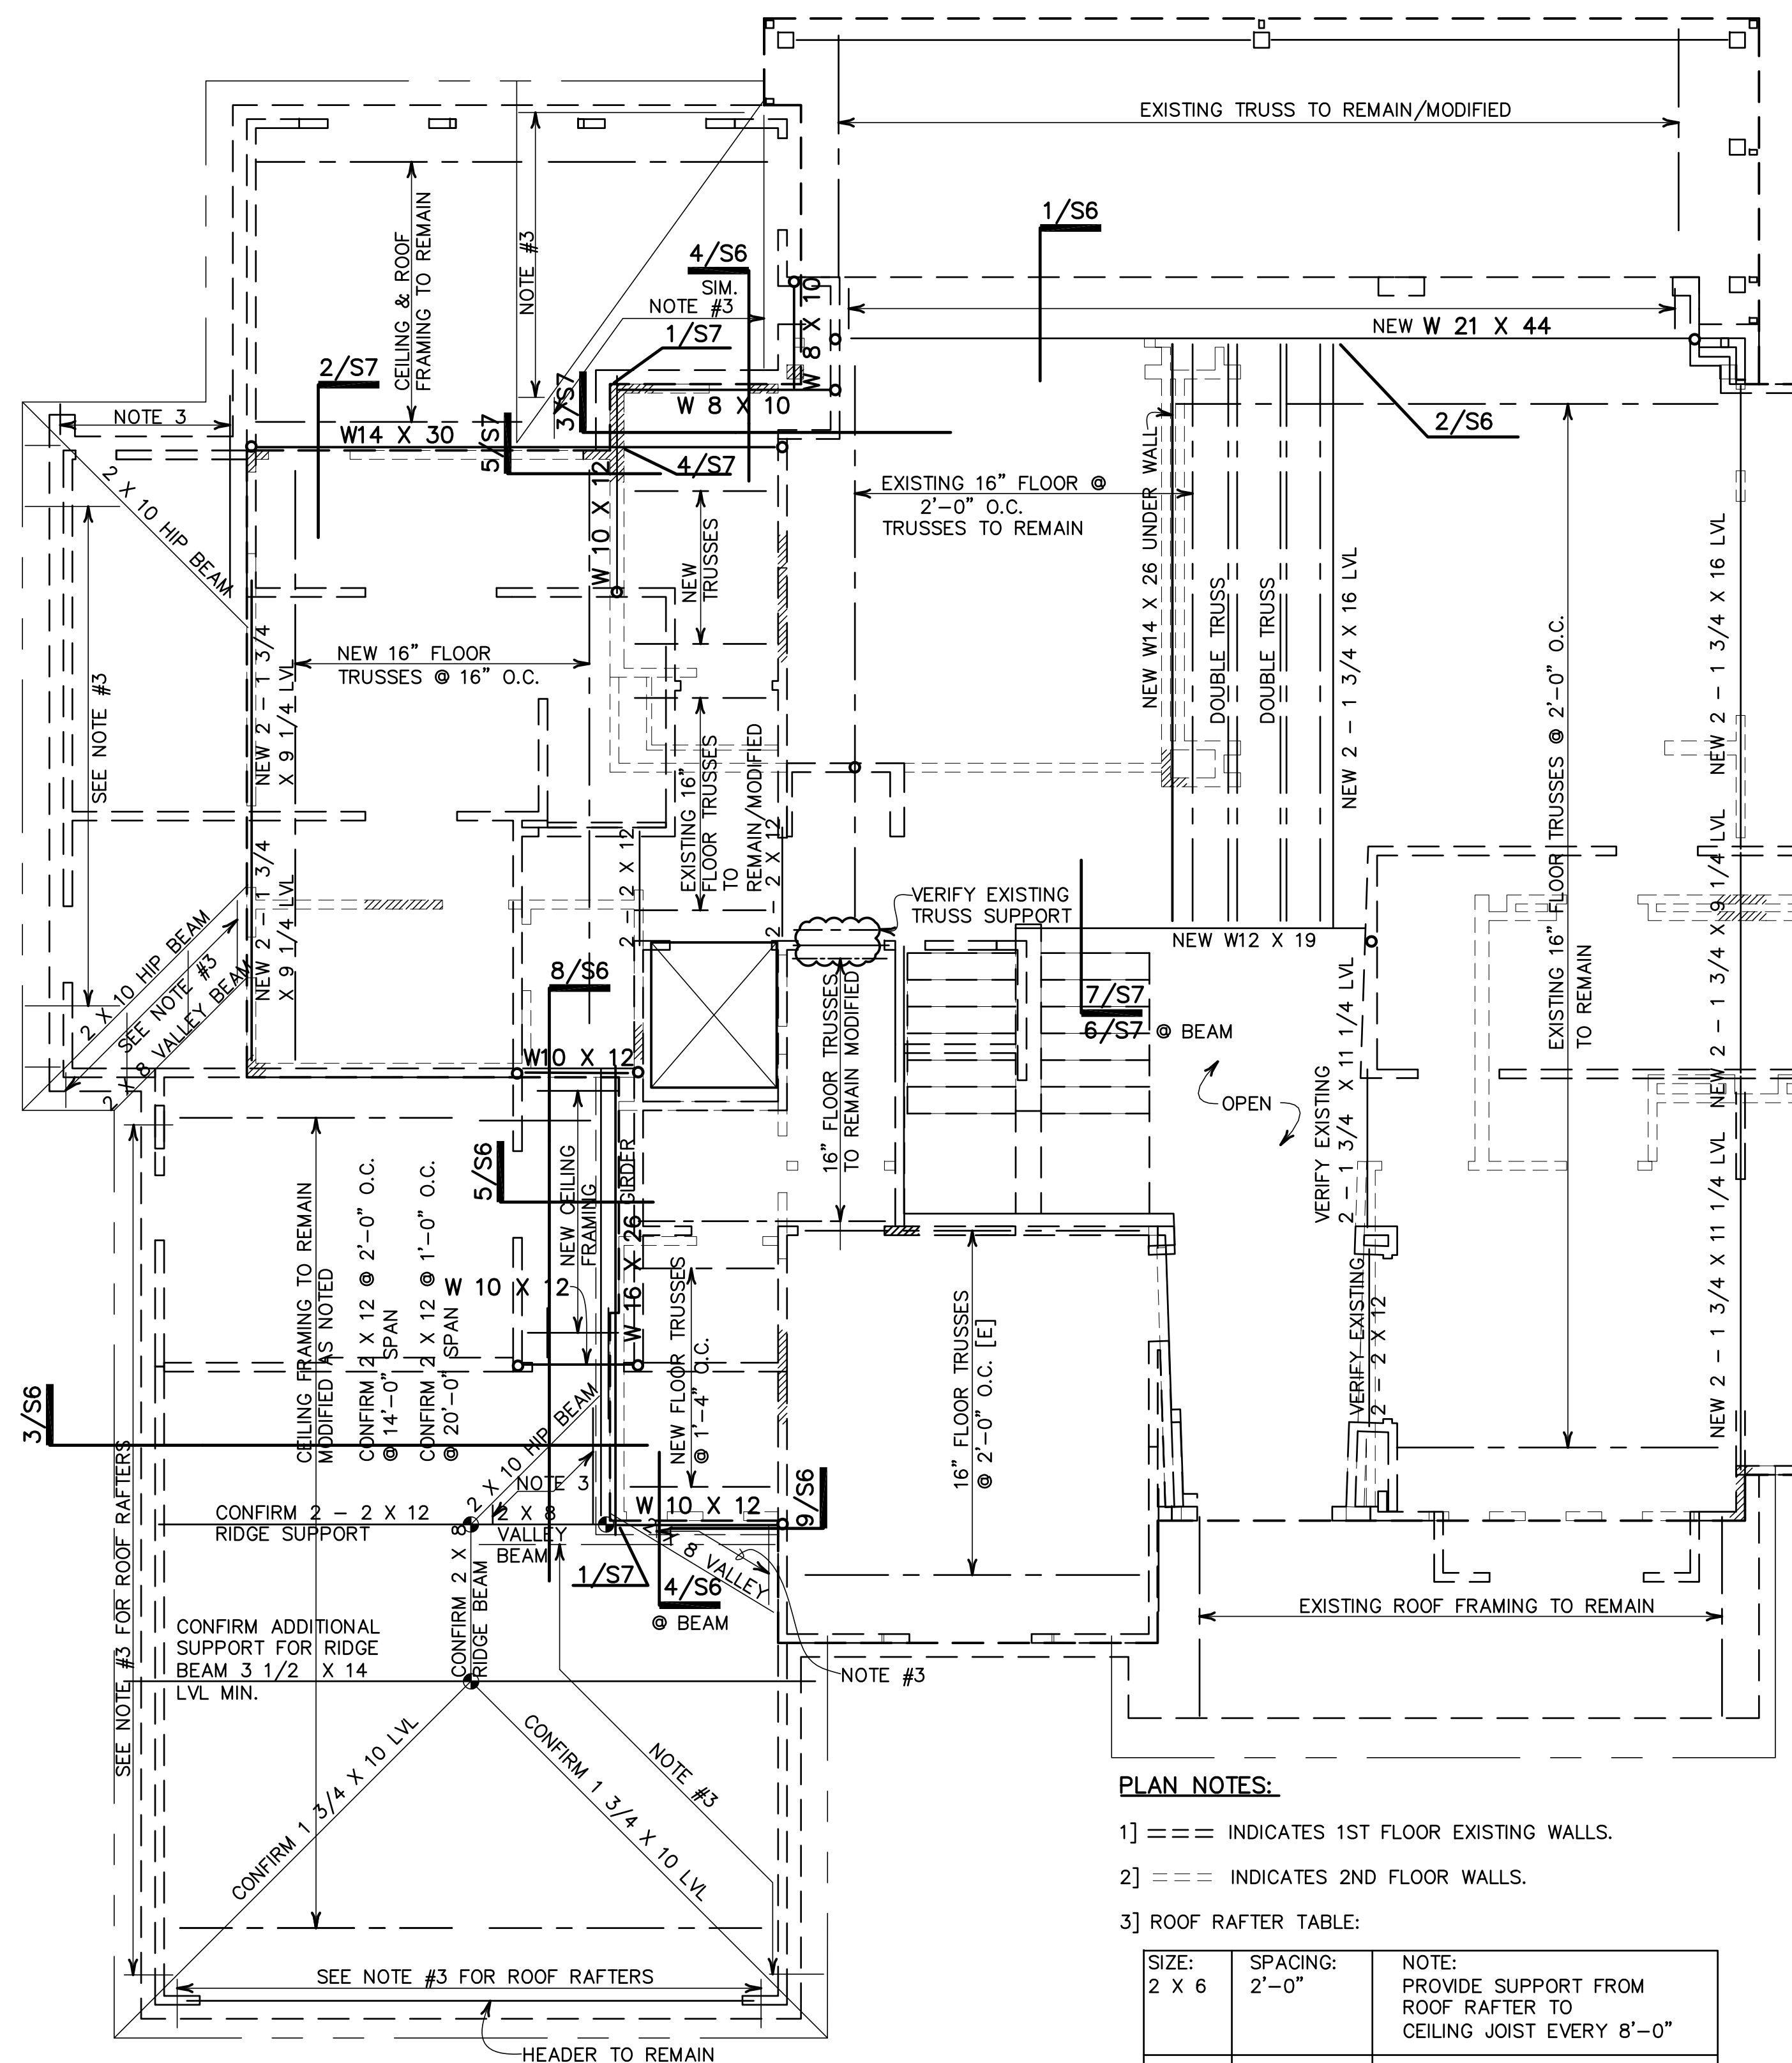 EXISTING TRUSS TO REMAIN/MODIFIED
1/S6
CEILING & ROOF
FRAMING TO REMAIN
NOTE #3
4/S6
SIM.
NOTE #3
W 8 X 10
NEW W 21 X 44
1/S7
2/S7
3/S7
W 8 X 10
2/S6
NOTE 3
W14 X 30
5/S7
4/S7
W 10 X 12
2 X 10 HIP BEAM
EXISTING 16" FLOOR @
2'-0" O.C.
TRUSSES TO REMAIN
NEW W14 X 26 UNDER WALL
DOUBLE TRUSS
DOUBLE TRUSS
NEW 2 - 1 3/4 X 16 LVL
EXISTING 16" FLOOR TRUSSES @ 2'-0" O.C.
TO REMAIN
NEW 2 - 1 3/4 X 16 LVL
NEW
TRUSSES
NEW 16" FLOOR
TRUSSES @ 16" O.C.
NEW 2 - 1 3/4
X 9 1/4 LVL
SEE NOTE #3
EXISTING 16"
FLOOR TRUSSES
TO
REMAIN/MODIFIED
2 - 2 X 12
2 - 2 X 12
NEW 2 - 1 3/4
X 9 1/4 LVL
VERIFY EXISTING
TRUSS SUPPORT
NEW 2 - 1 3/4 X 9 1/4 LVL
NEW W12 X 19
2 X 10 HIP BEAM
SEE NOTE #3
2 X 8 VALLEY BEAM
8/S6
16" FLOOR TRUSSES
TO REMAIN MODIFIED
7/S7
6/S7 @ BEAM
W10 X 12
OPEN
VERIFY EXISTING
2 - 1 3/4 X 11 1/4 LVL
NEW 2 - 1 3/4 X 11 1/4 LVL
5/S6
NEW CEILING
FRAMING
W 16 X 26 GIRDER
CEILING FRAMING TO REMAIN
MODIFIED AS NOTED
CONFIRM 2 X 12 @ 2'-0" O.C.
@ 14'-0" SPAN
CONFIRM 2 X 12 @ 1'-0" O.C.
@ 20'-0" SPAN
W 10 X 12
NEW FLOOR TRUSSES
@ 1'-4" O.C.
16" FLOOR TRUSSES
@ 2'-0" O.C. [E]
VERIFY EXISTING
2 - 2 X 12
3/S6
SEE NOTE #3 FOR ROOF RAFTERS
2 X 10 HIP BEAM
NOTE 3
CONFIRM 2 - 2 X 12
RIDGE SUPPORT
2 X 8
VALLEY
BEAM
W 10 X 12
9/S6
2 X 8 VALLEY
1/S7
4/S6
@ BEAM
CONFIRM 2 X 8
RIDGE BEAM
EXISTING ROOF FRAMING TO REMAIN
CONFIRM ADDITIONAL
SUPPORT FOR RIDGE
BEAM 3 1/2 X 14
LVL MIN.
NOTE #3
CONFIRM 1 3/4 X 10 LVL
CONFIRM 1 3/4 X 10 LVL
NOTE #3
SEE NOTE #3 FOR ROOF RAFTERS
HEADER TO REMAIN
PLAN NOTES:
1] === INDICATES 1ST FLOOR EXISTING WALLS.
2] === INDICATES 2ND FLOOR WALLS.
3] ROOF RAFTER TABLE:
SIZE: SPACING: NOTE:
2 X 6 2'-0" PROVIDE SUPPORT FROM
ROOF RAFTER TO
CEILING JOIST EVERY 8'-0"